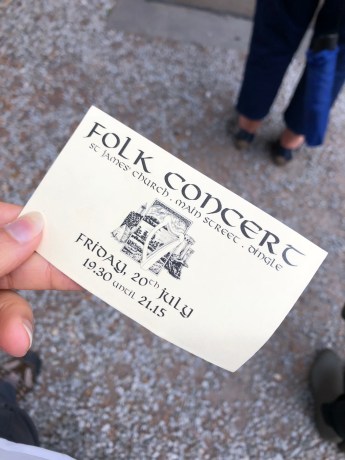 FOLK CONCERT
ST JAMES' CHURCH . MAIN STREET . DINGLE
FRIDAY, 20th JULY
19.30 UNTIL 21.15